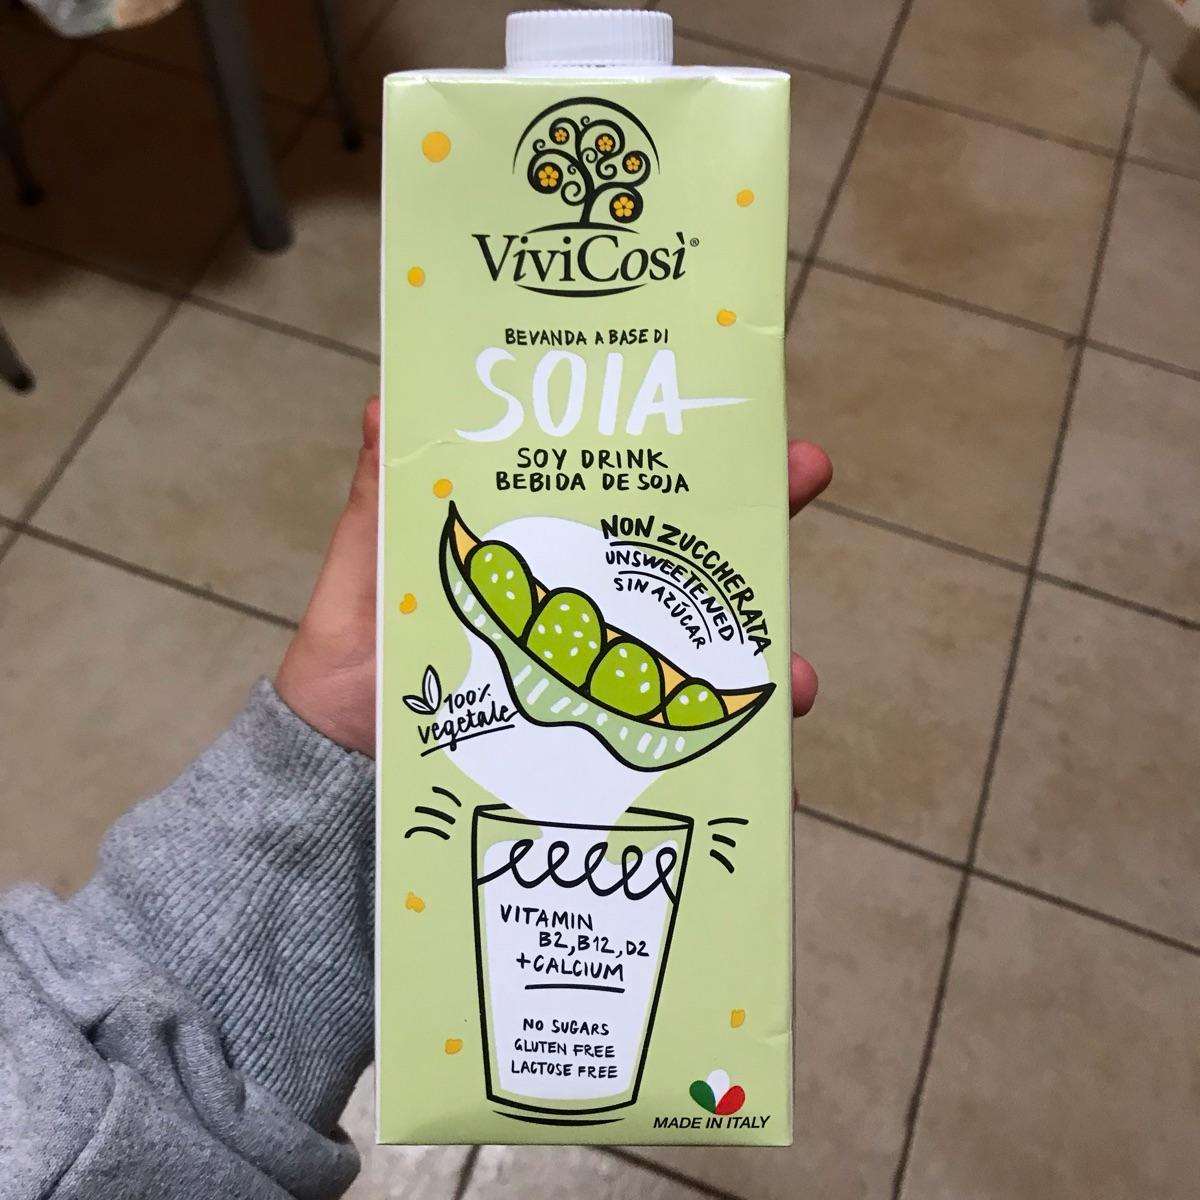 ViviCosì®
BEVANDA A BASE DI
SOIA
SOY DRINK
BEBIDA DE SOJA
NON ZUCCHERATA
UNSWEETENED
SIN AZÚCAR
100%
vegetale
VITAMIN
B2, B12, D2
+CALCIUM
NO SUGARS
GLUTEN FREE
LACTOSE FREE
MADE IN ITALY